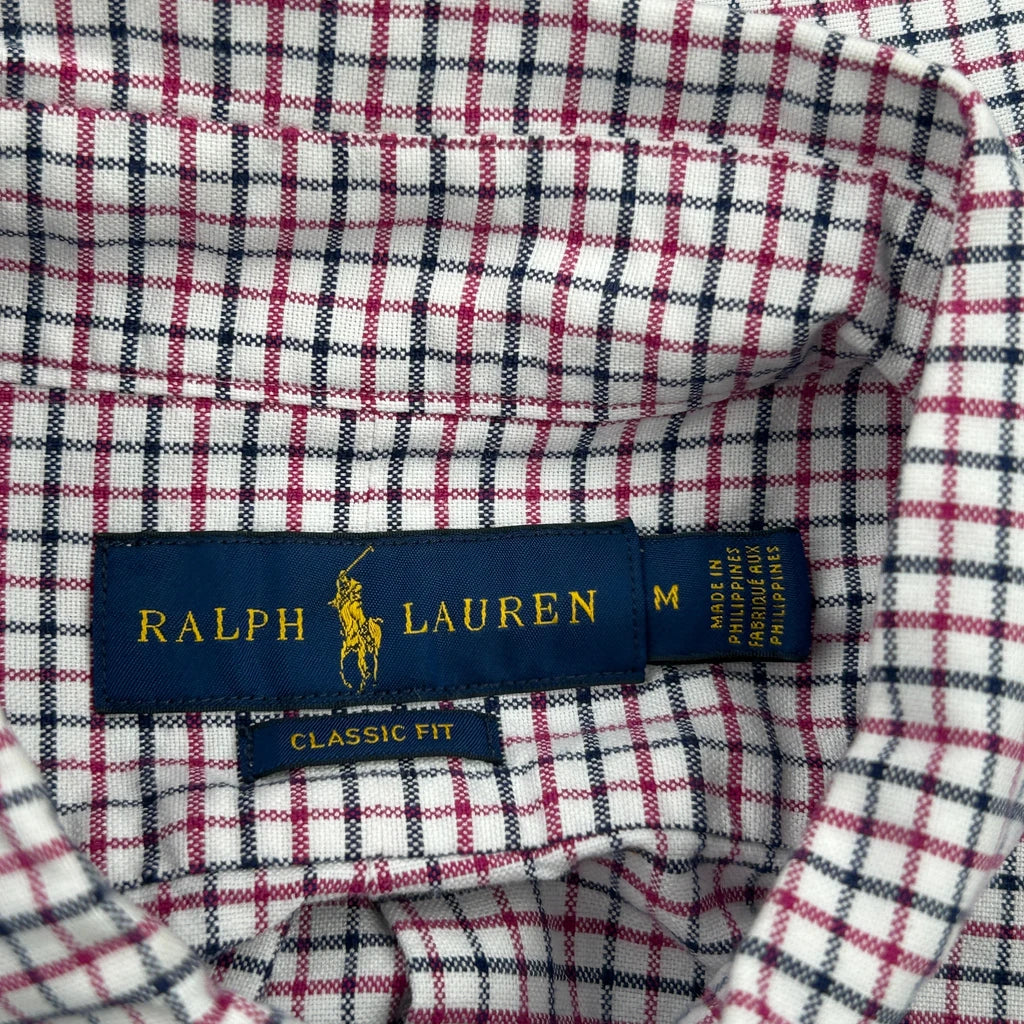 RALPH LAUREN
M
MADE IN
PHILIPPINES
FABRIQUÉ AUX
PHILIPPINES
CLASSIC FIT